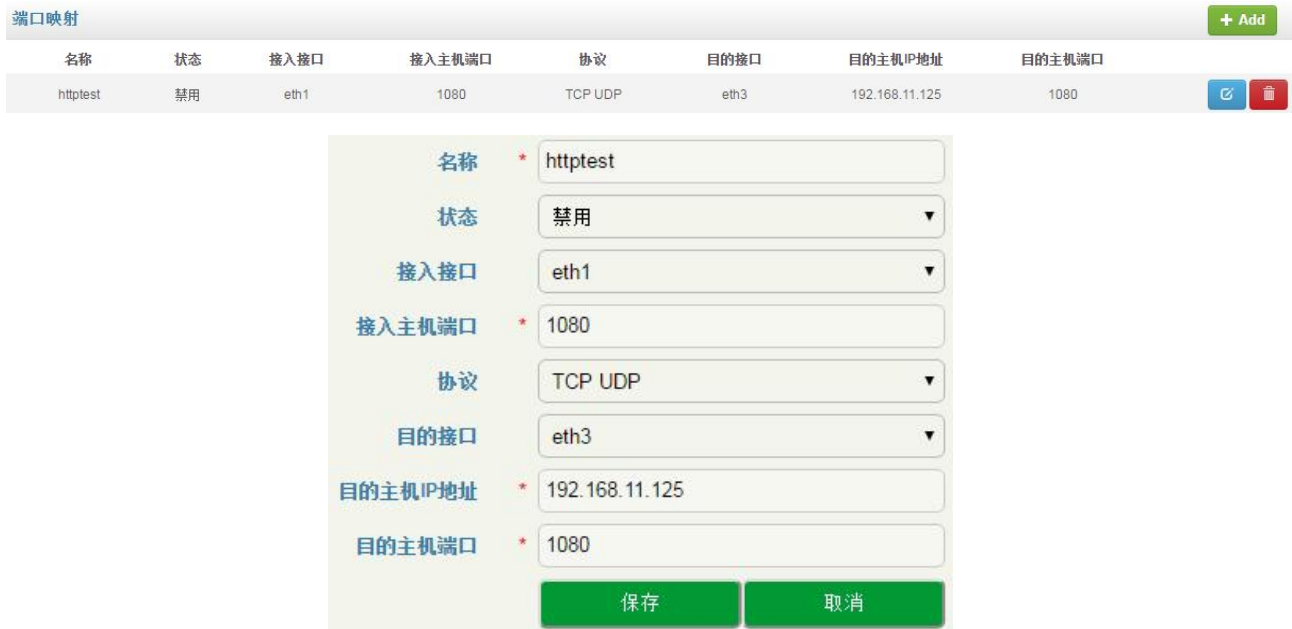 端口映射 + Add
名称 状态 接入接口 接入主机端口 协议 目的接口 目的主机IP地址 目的主机端口
httptest 禁用 eth1 1080 TCP UDP eth3 192.168.11.125 1080
名称 * httptest
状态 禁用
接入接口 eth1
接入主机端口 * 1080
协议 TCP UDP
目的接口 eth3
目的主机IP地址 * 192.168.11.125
目的主机端口 * 1080
保存 取消